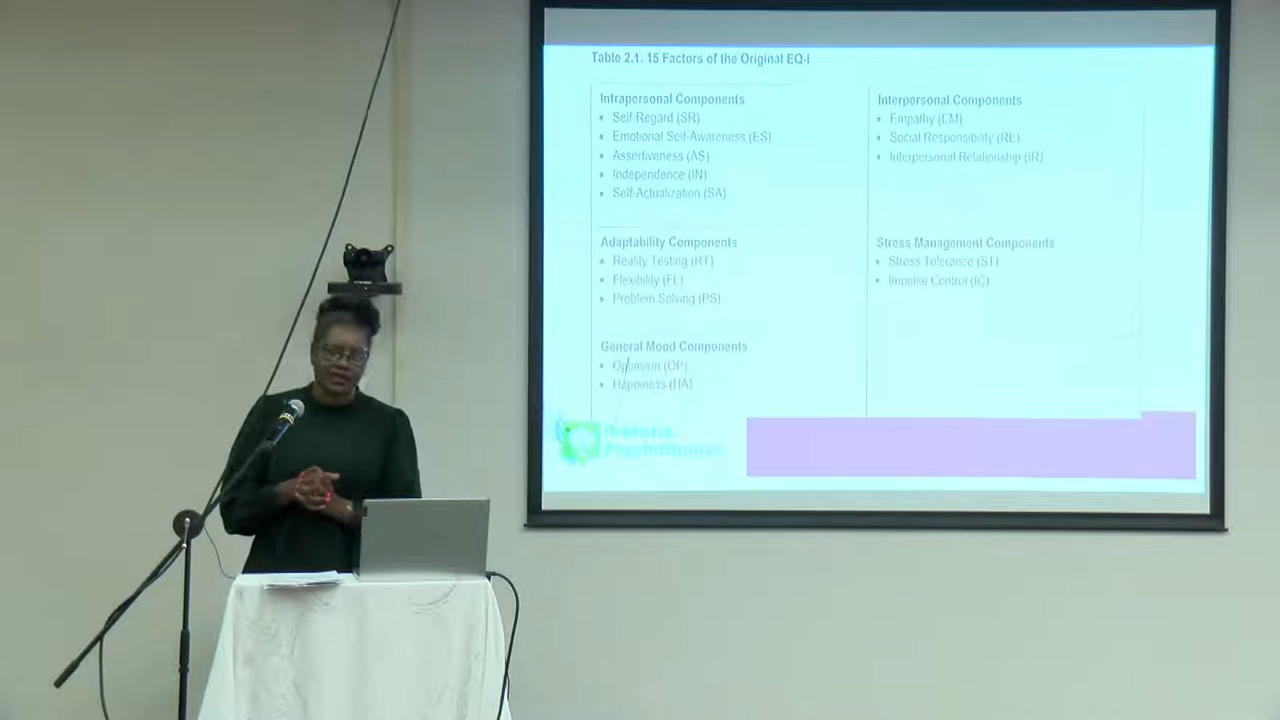 Table 2.1. 15 Factors of the Original EQ-i
Intrapersonal Components
• Self-Regard (SR)
• Emotional Self-Awareness (ES)
• Assertiveness (AS)
• Independence (IN)
• Self-Actualization (SA)
Interpersonal Components
• Empathy (EM)
• Social Responsibility (RE)
• Interpersonal Relationship (IR)
Adaptability Components
• Reality Testing (RT)
• Flexibility (FL)
• Problem Solving (PS)
Stress Management Components
• Stress Tolerance (ST)
• Impulse Control (IC)
General Mood Components
• Optimism (OP)
• Happiness (HA)